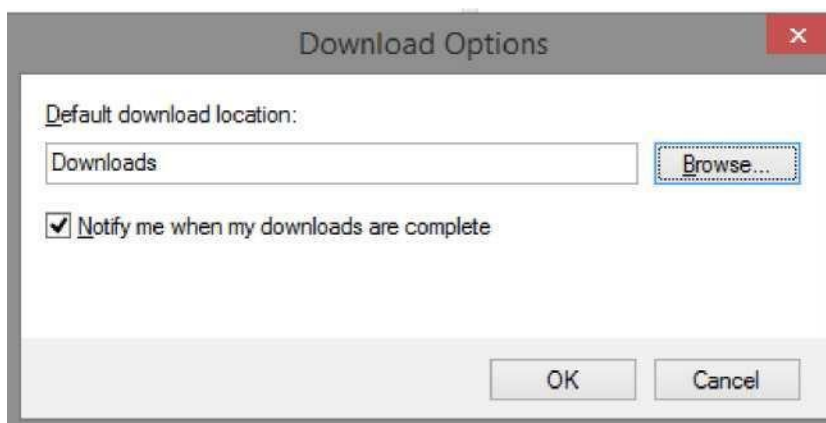 Download Options
Default download location:
Downloads
Browse...
Notify me when my downloads are complete
OK
Cancel